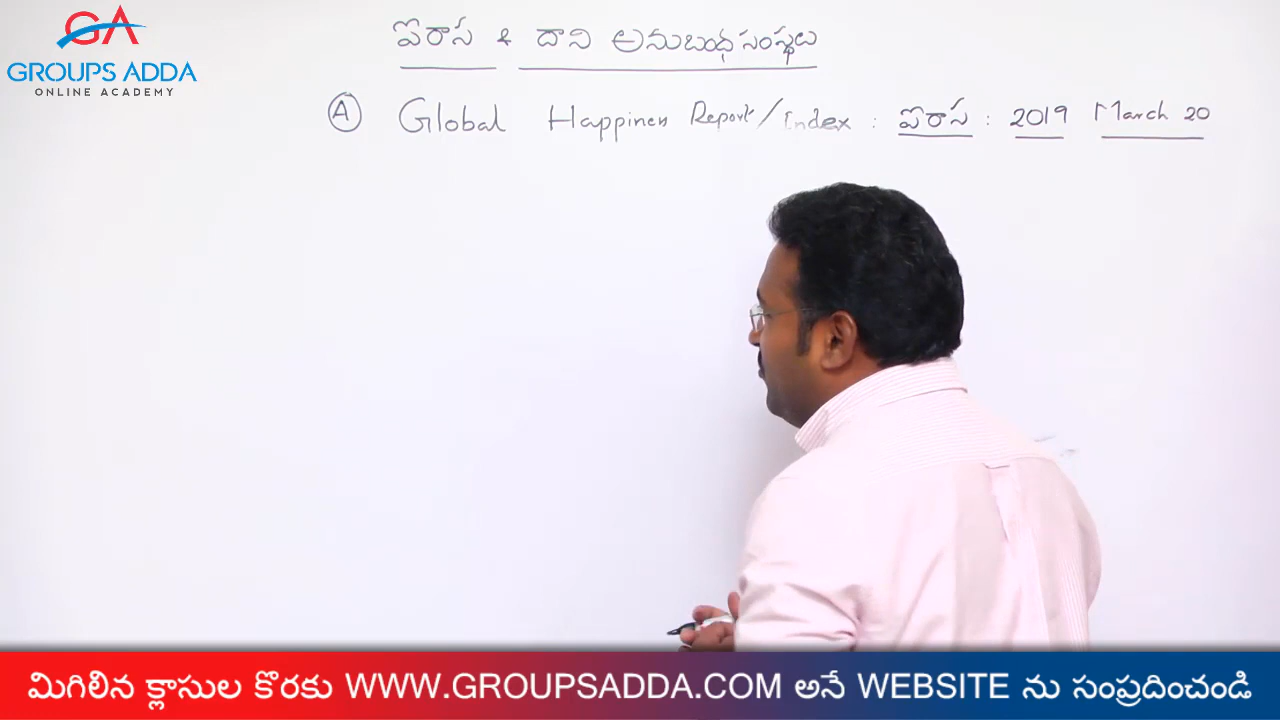 GA
GROUPS ADDA
ONLINE ACADEMY
ఐరాస & దాని అనుబంధ సంస్థలు
A Global Happiness Report/Index : ఐరాస : 2019 March 20
మిగిలిన క్లాసుల కొరకు WWW.GROUPSADDA.COM అనే WEBSITE ను సంప్రదించండి